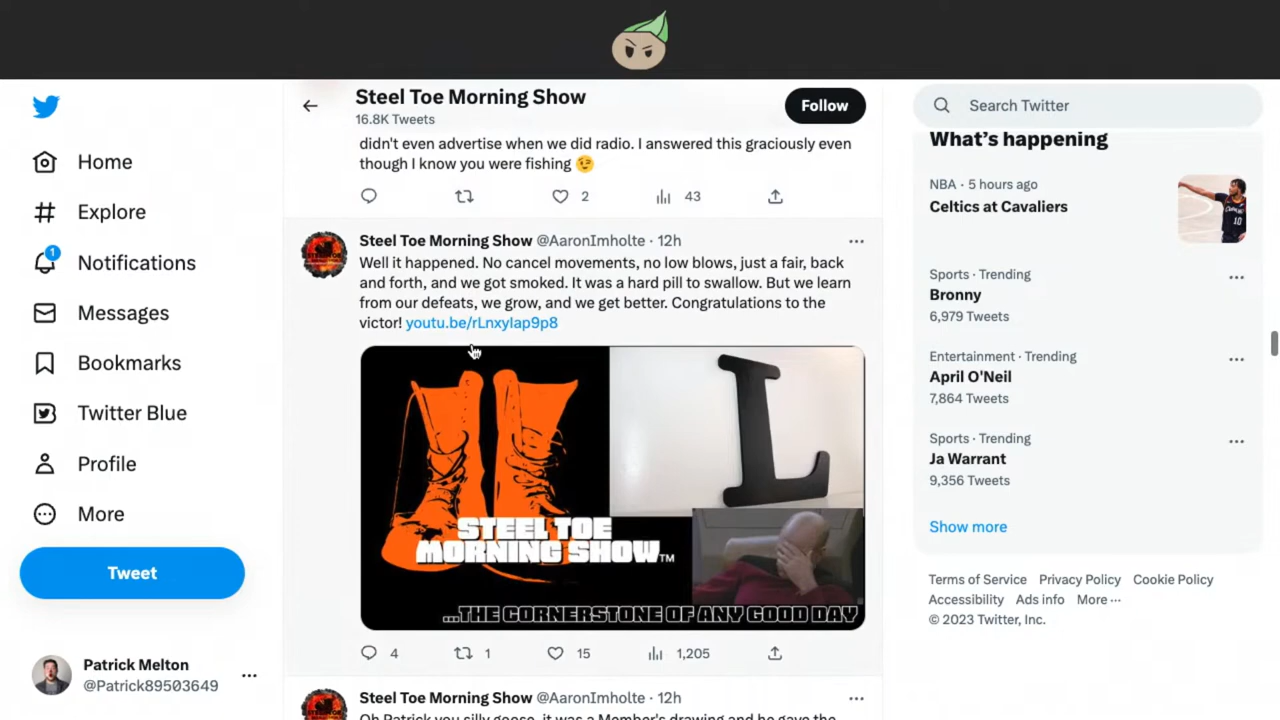 Steel Toe Morning Show
16.8K Tweets
Follow
Search Twitter
Home
Explore
1
Notifications
Messages
Bookmarks
Twitter Blue
Profile
More
Tweet
Patrick Melton
@Patrick89503649
didn't even advertise when we did radio. I answered this graciously even
though I know you were fishing 😉
2
43
Steel Toe Morning Show @AaronImholte · 12h
Well it happened. No cancel movements, no low blows, just a fair, back
and forth, and we got smoked. It was a hard pill to swallow. But we learn
from our defeats, we grow, and we get better. Congratulations to the
victor! youtu.be/rLnxylap9p8
L
STEEL TOE
MORNING SHOW™
...THE CORNERSTONE OF ANY GOOD DAY
4
1
15
1,205
Steel Toe Morning Show @AaronImholte · 12h
Oh Patrick you silly goose, it was a Member's drawing and he gave the
What's happening
NBA · 5 hours ago
Celtics at Cavaliers
Sports · Trending
Bronny
6,979 Tweets
Entertainment · Trending
April O'Neil
7,864 Tweets
Sports · Trending
Ja Warrant
9,356 Tweets
Show more
Terms of Service Privacy Policy Cookie Policy
Accessibility Ads info More ···
© 2023 Twitter, Inc.